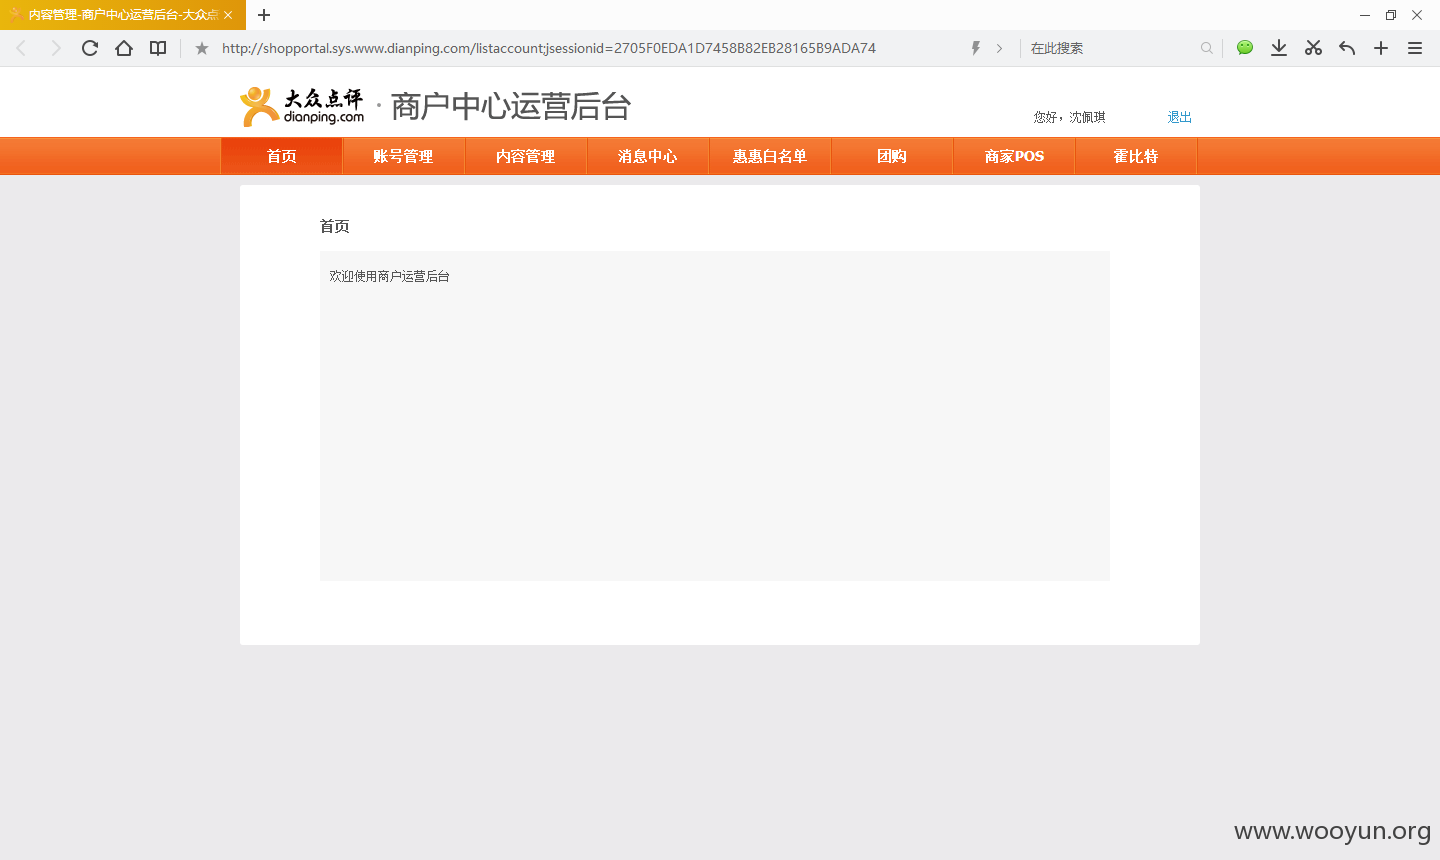 内容管理-商户中心运营后台-大众点
http://shopportal.sys.www.dianping.com/listaccount;jsessionid=2705F0EDA1D7458B82EB28165B9ADA74
在此搜索
大众点评
dianping.com
·商户中心运营后台
您好，沈佩琪
退出
首页
账号管理
内容管理
消息中心
惠惠白名单
团购
商家POS
霍比特
首页
欢迎使用商户运营后台
www.wooyun.org